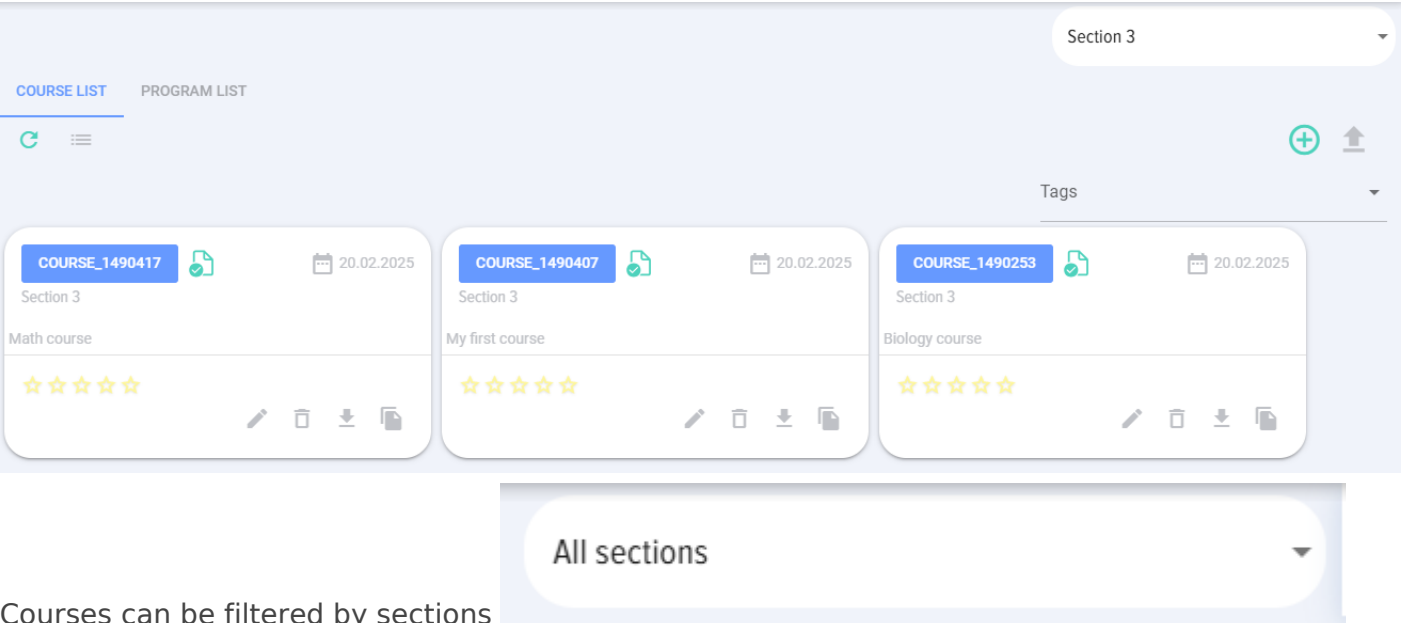 Section 3
COURSE LIST PROGRAM LIST
Tags
COURSE_1490417 20.02.2025 COURSE_1490407 20.02.2025 COURSE_1490253 20.02.2025
Section 3 Section 3 Section 3
Math course My first course Biology course
All sections
Courses can be filtered by sections